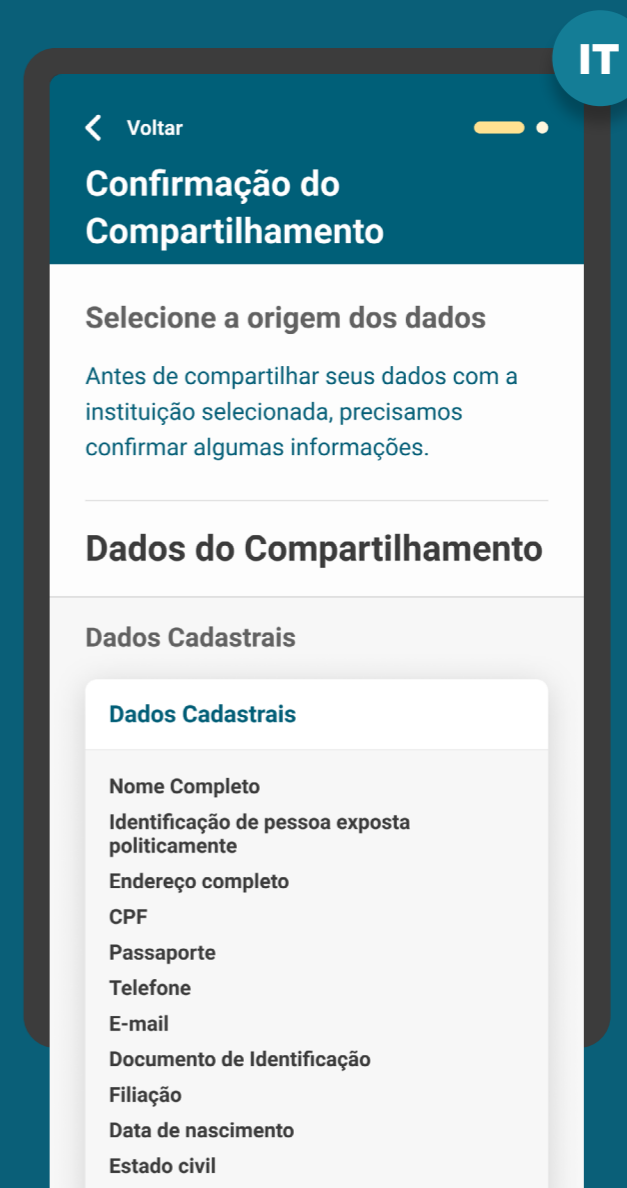 IT
Voltar
Confirmação do
Compartilhamento
Selecione a origem dos dados
Antes de compartilhar seus dados com a
instituição selecionada, precisamos
confirmar algumas informações.
Dados do Compartilhamento
Dados Cadastrais
Dados Cadastrais
Nome Completo
Identificação de pessoa exposta
politicamente
Endereço completo
CPF
Passaporte
Telefone
E-mail
Documento de Identificação
Filiação
Data de nascimento
Estado civil